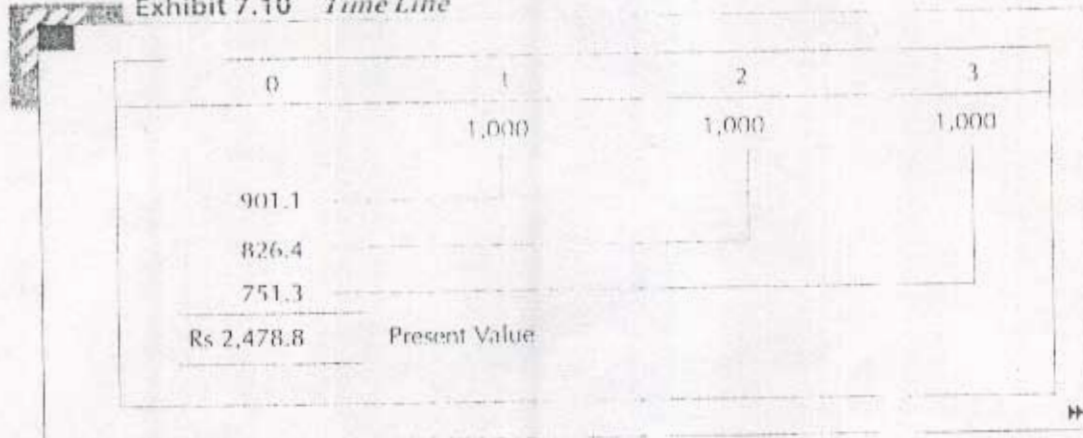 Exhibit 7.10 Time Line
0 1 2 3
1,000 1,000 1,000
901.1
826.4
751.3
Rs 2,478.8 Present Value